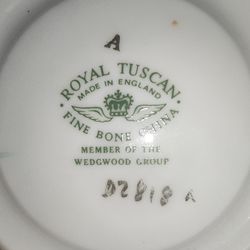 A
· ROYAL TUSCAN ·
MADE IN ENGLAND
FINE BONE CHINA
MEMBER OF THE
WEDGWOOD GROUP
D2818 A